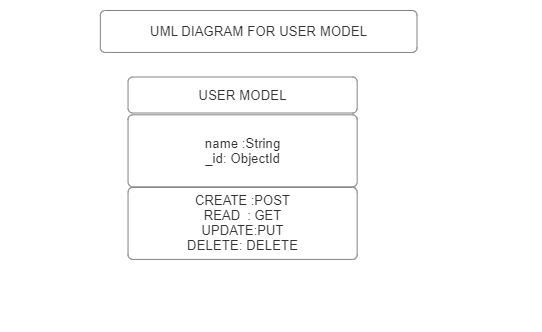 UML DIAGRAM FOR USER MODEL
USER MODEL
name :String
_id: ObjectId
CREATE :POST
READ  : GET
UPDATE:PUT
DELETE: DELETE